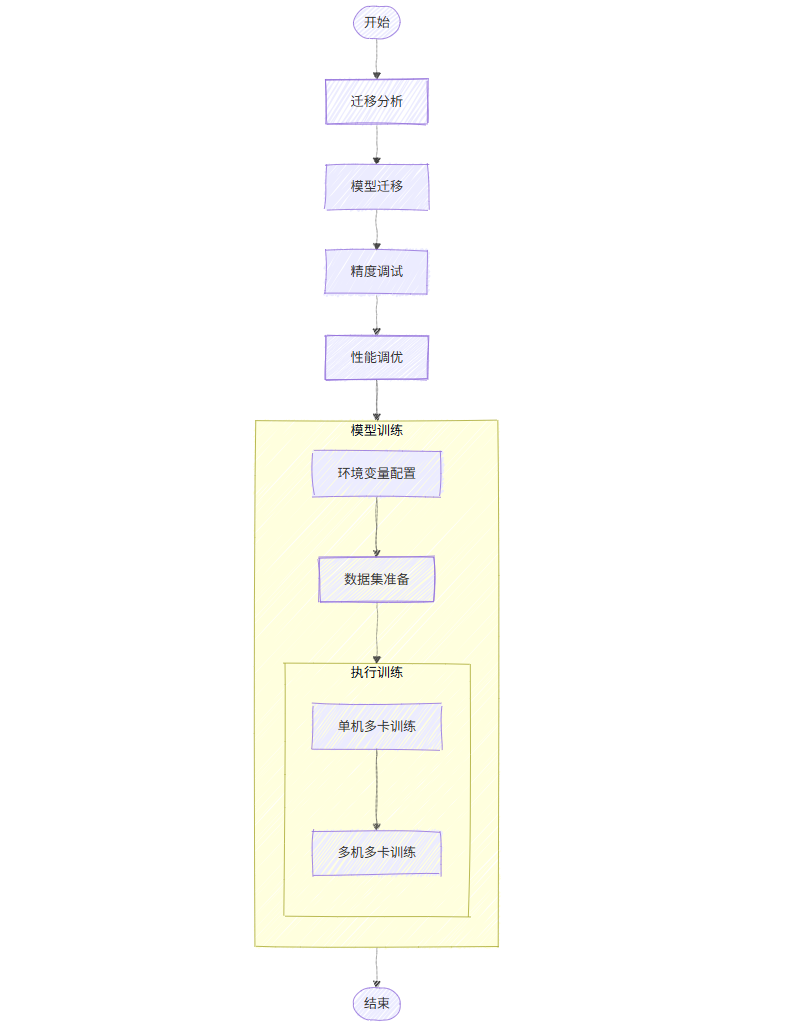 开始
迁移分析
模型迁移
精度调试
性能调优
模型训练
环境变量配置
数据集准备
执行训练
单机多卡训练
多机多卡训练
结束